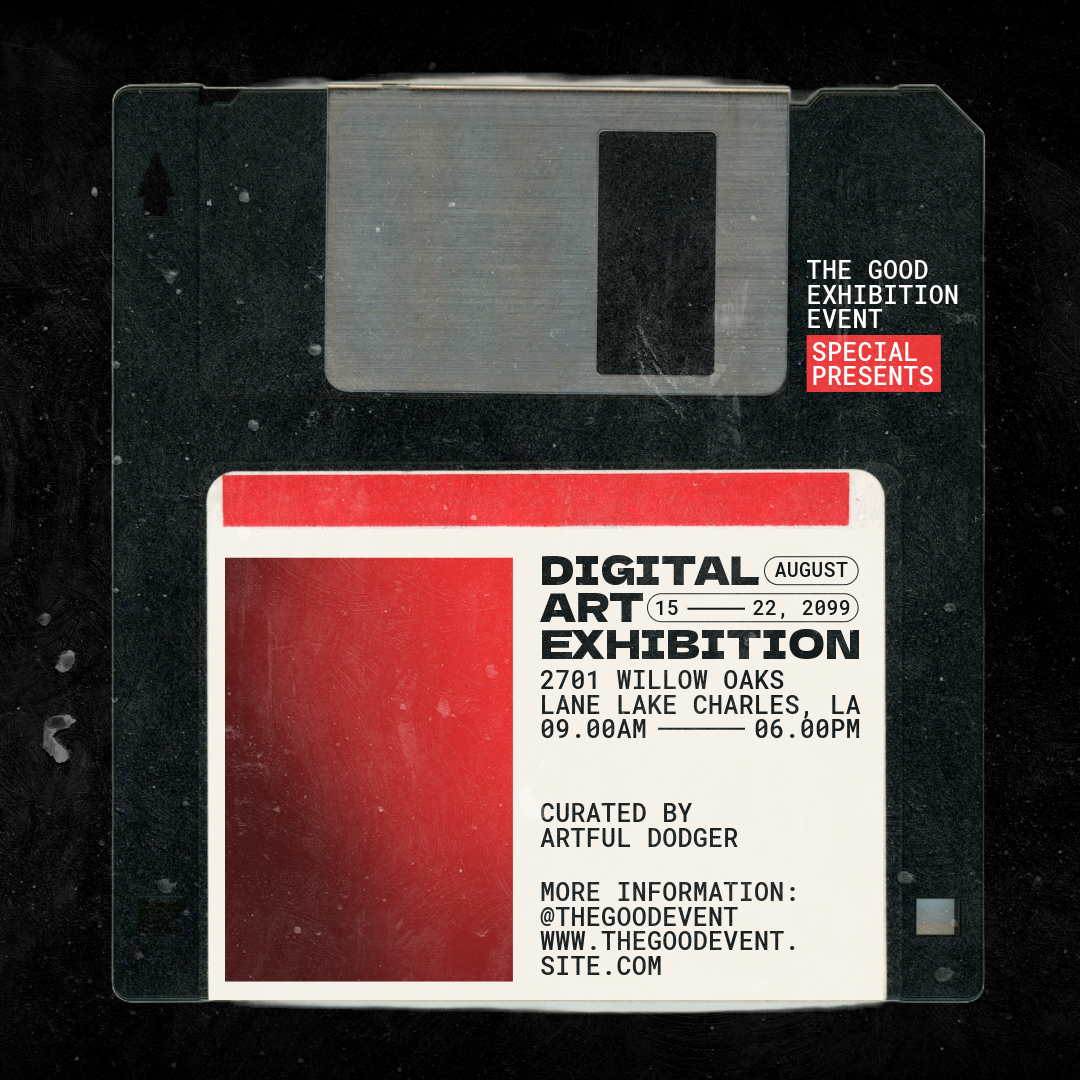 THE GOOD
EXHIBITION
EVENT
SPECIAL
PRESENTS
DIGITAL AUGUST
ART 15 — 22, 2099
EXHIBITION
2701 WILLOW OAKS
LANE LAKE CHARLES, LA
09.00AM — 06.00PM
CURATED BY
ARTFUL DODGER
MORE INFORMATION:
@THEGOODEVENT
WWW.THEGOODEVENT.
SITE.COM